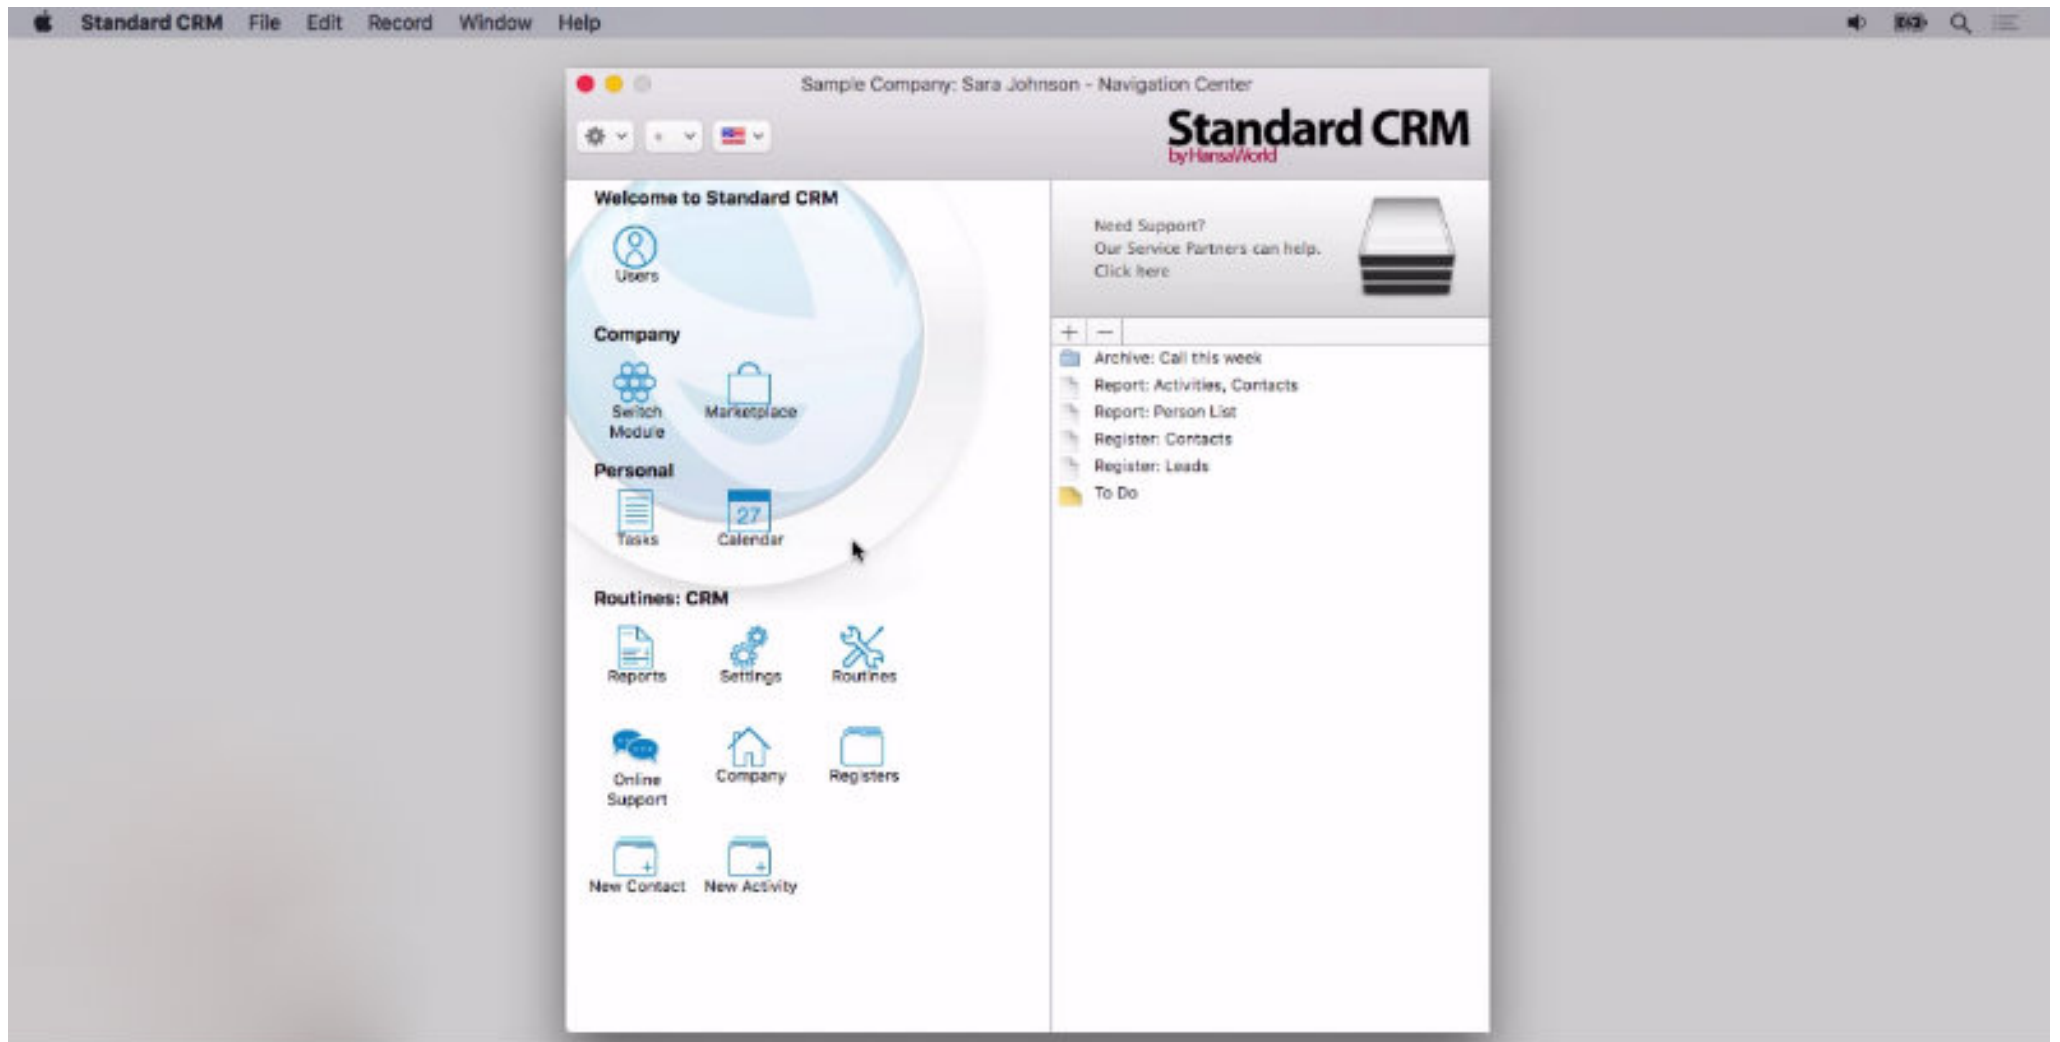 Standard CRM File Edit Record Window Help
Sample Company: Sara Johnson - Navigation Center
Standard CRM
by HansaWorld
Welcome to Standard CRM
Users
Company
Switch
Module
Marketplace
Personal
Tasks
Calendar
27
Routines: CRM
Reports
Settings
Routines
Online
Support
Company
Registers
New Contact
New Activity
Need Support?
Our Service Partners can help.
Click here
+ −
Archive: Call this week
Report: Activities, Contacts
Report: Person List
Register: Contacts
Register: Leads
To Do